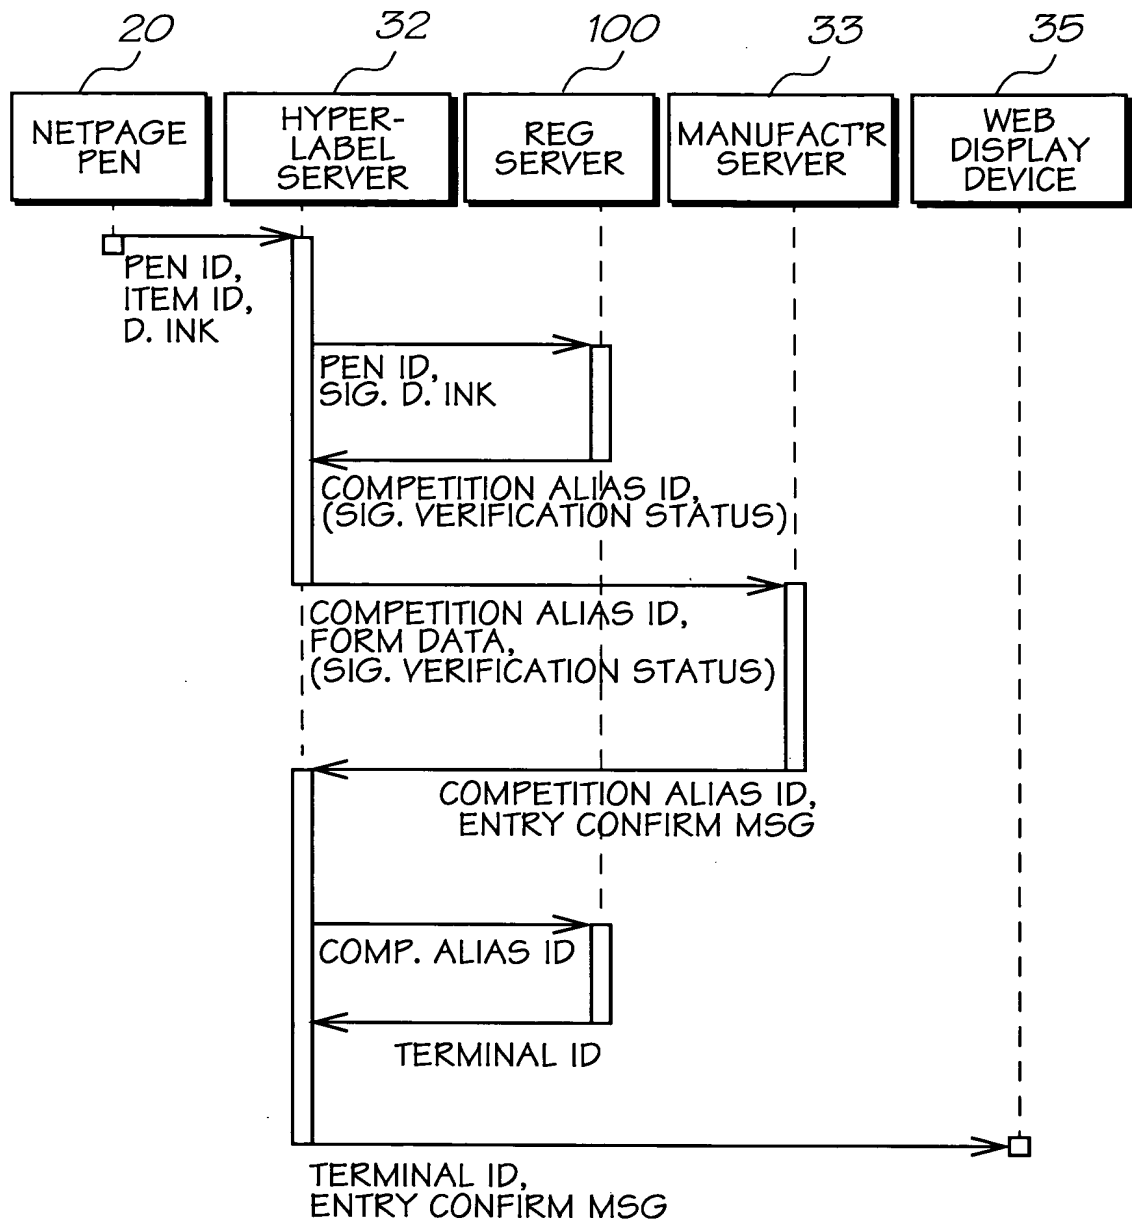 20
32
100
33
35
NETPAGE
PEN
HYPER-
LABEL
SERVER
REG
SERVER
MANUFACT'R
SERVER
WEB
DISPLAY
DEVICE
PEN ID,
ITEM ID,
D. INK
PEN ID,
SIG. D. INK
COMPETITION ALIAS ID,
(SIG. VERIFICATION STATUS)
COMPETITION ALIAS ID,
FORM DATA,
(SIG. VERIFICATION STATUS)
COMPETITION ALIAS ID,
ENTRY CONFIRM MSG
COMP. ALIAS ID
TERMINAL ID
TERMINAL ID,
ENTRY CONFIRM MSG